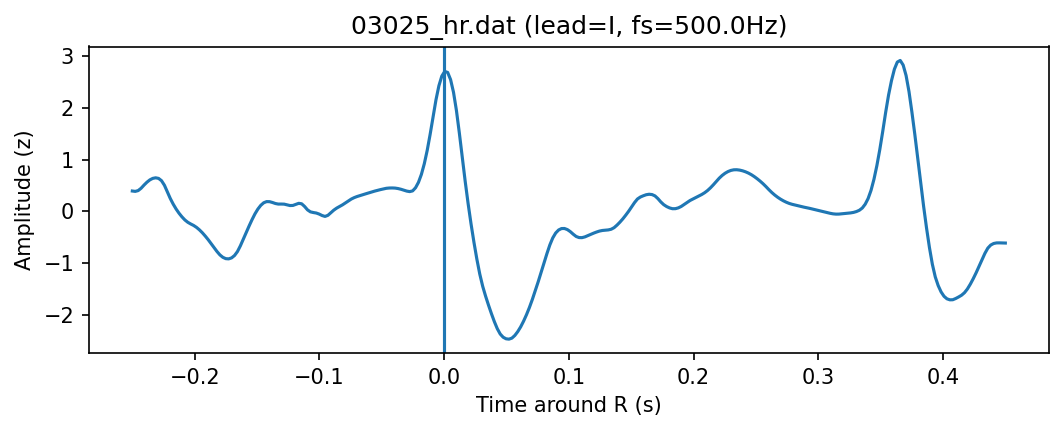 03025_hr.dat (lead=I, fs=500.0Hz)
3
2
1
0
−1
−2
Amplitude (z)
−0.2 −0.1 0.0 0.1 0.2 0.3 0.4
Time around R (s)